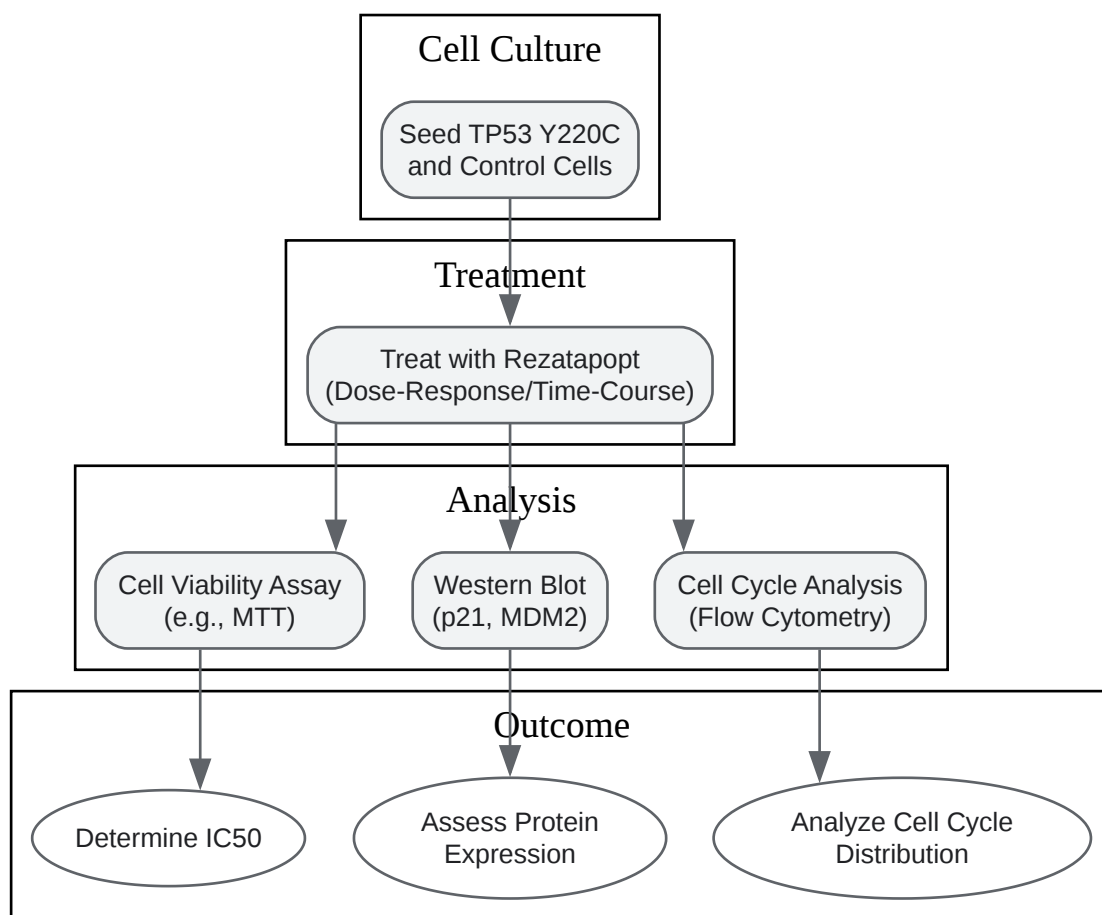 Cell Culture
Seed TP53 Y220C
and Control Cells
Treatment
Treat with Rezatapopt
(Dose-Response/Time-Course)
Analysis
Cell Viability Assay
(e.g., MTT)
Western Blot
(p21, MDM2)
Cell Cycle Analysis
(Flow Cytometry)
Outcome
Determine IC50
Assess Protein
Expression
Analyze Cell Cycle
Distribution